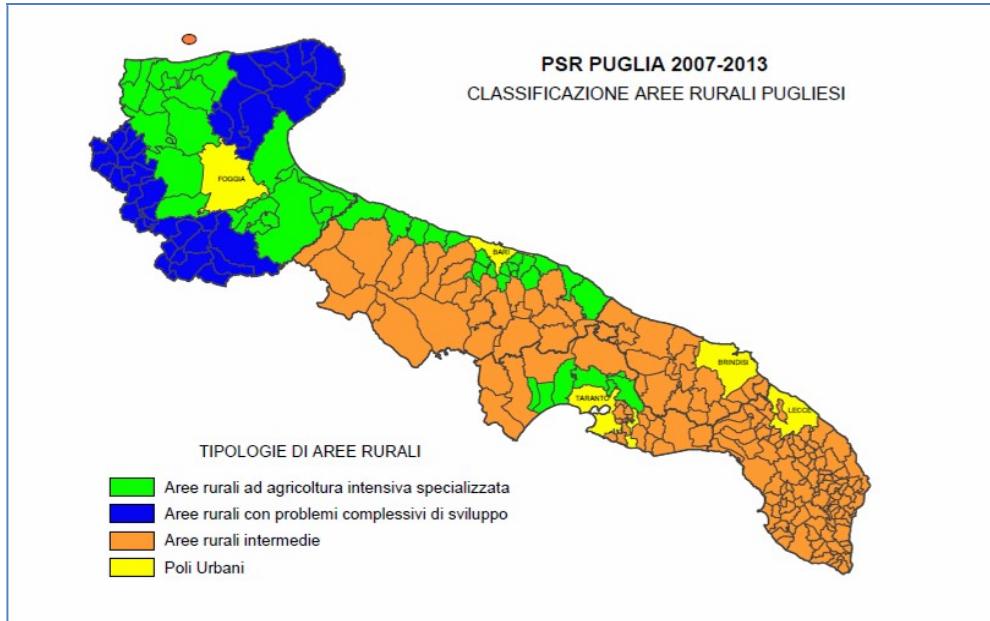 PSR PUGLIA 2007-2013
CLASSIFICAZIONE AREE RURALI PUGLIESI
FOGGIA
BARI
BRINDISI
TARANTO
LECCE
TIPOLOGIE DI AREE RURALI
Aree rurali ad agricoltura intensiva specializzata
Aree rurali con problemi complessivi di sviluppo
Aree rurali intermedie
Poli Urbani